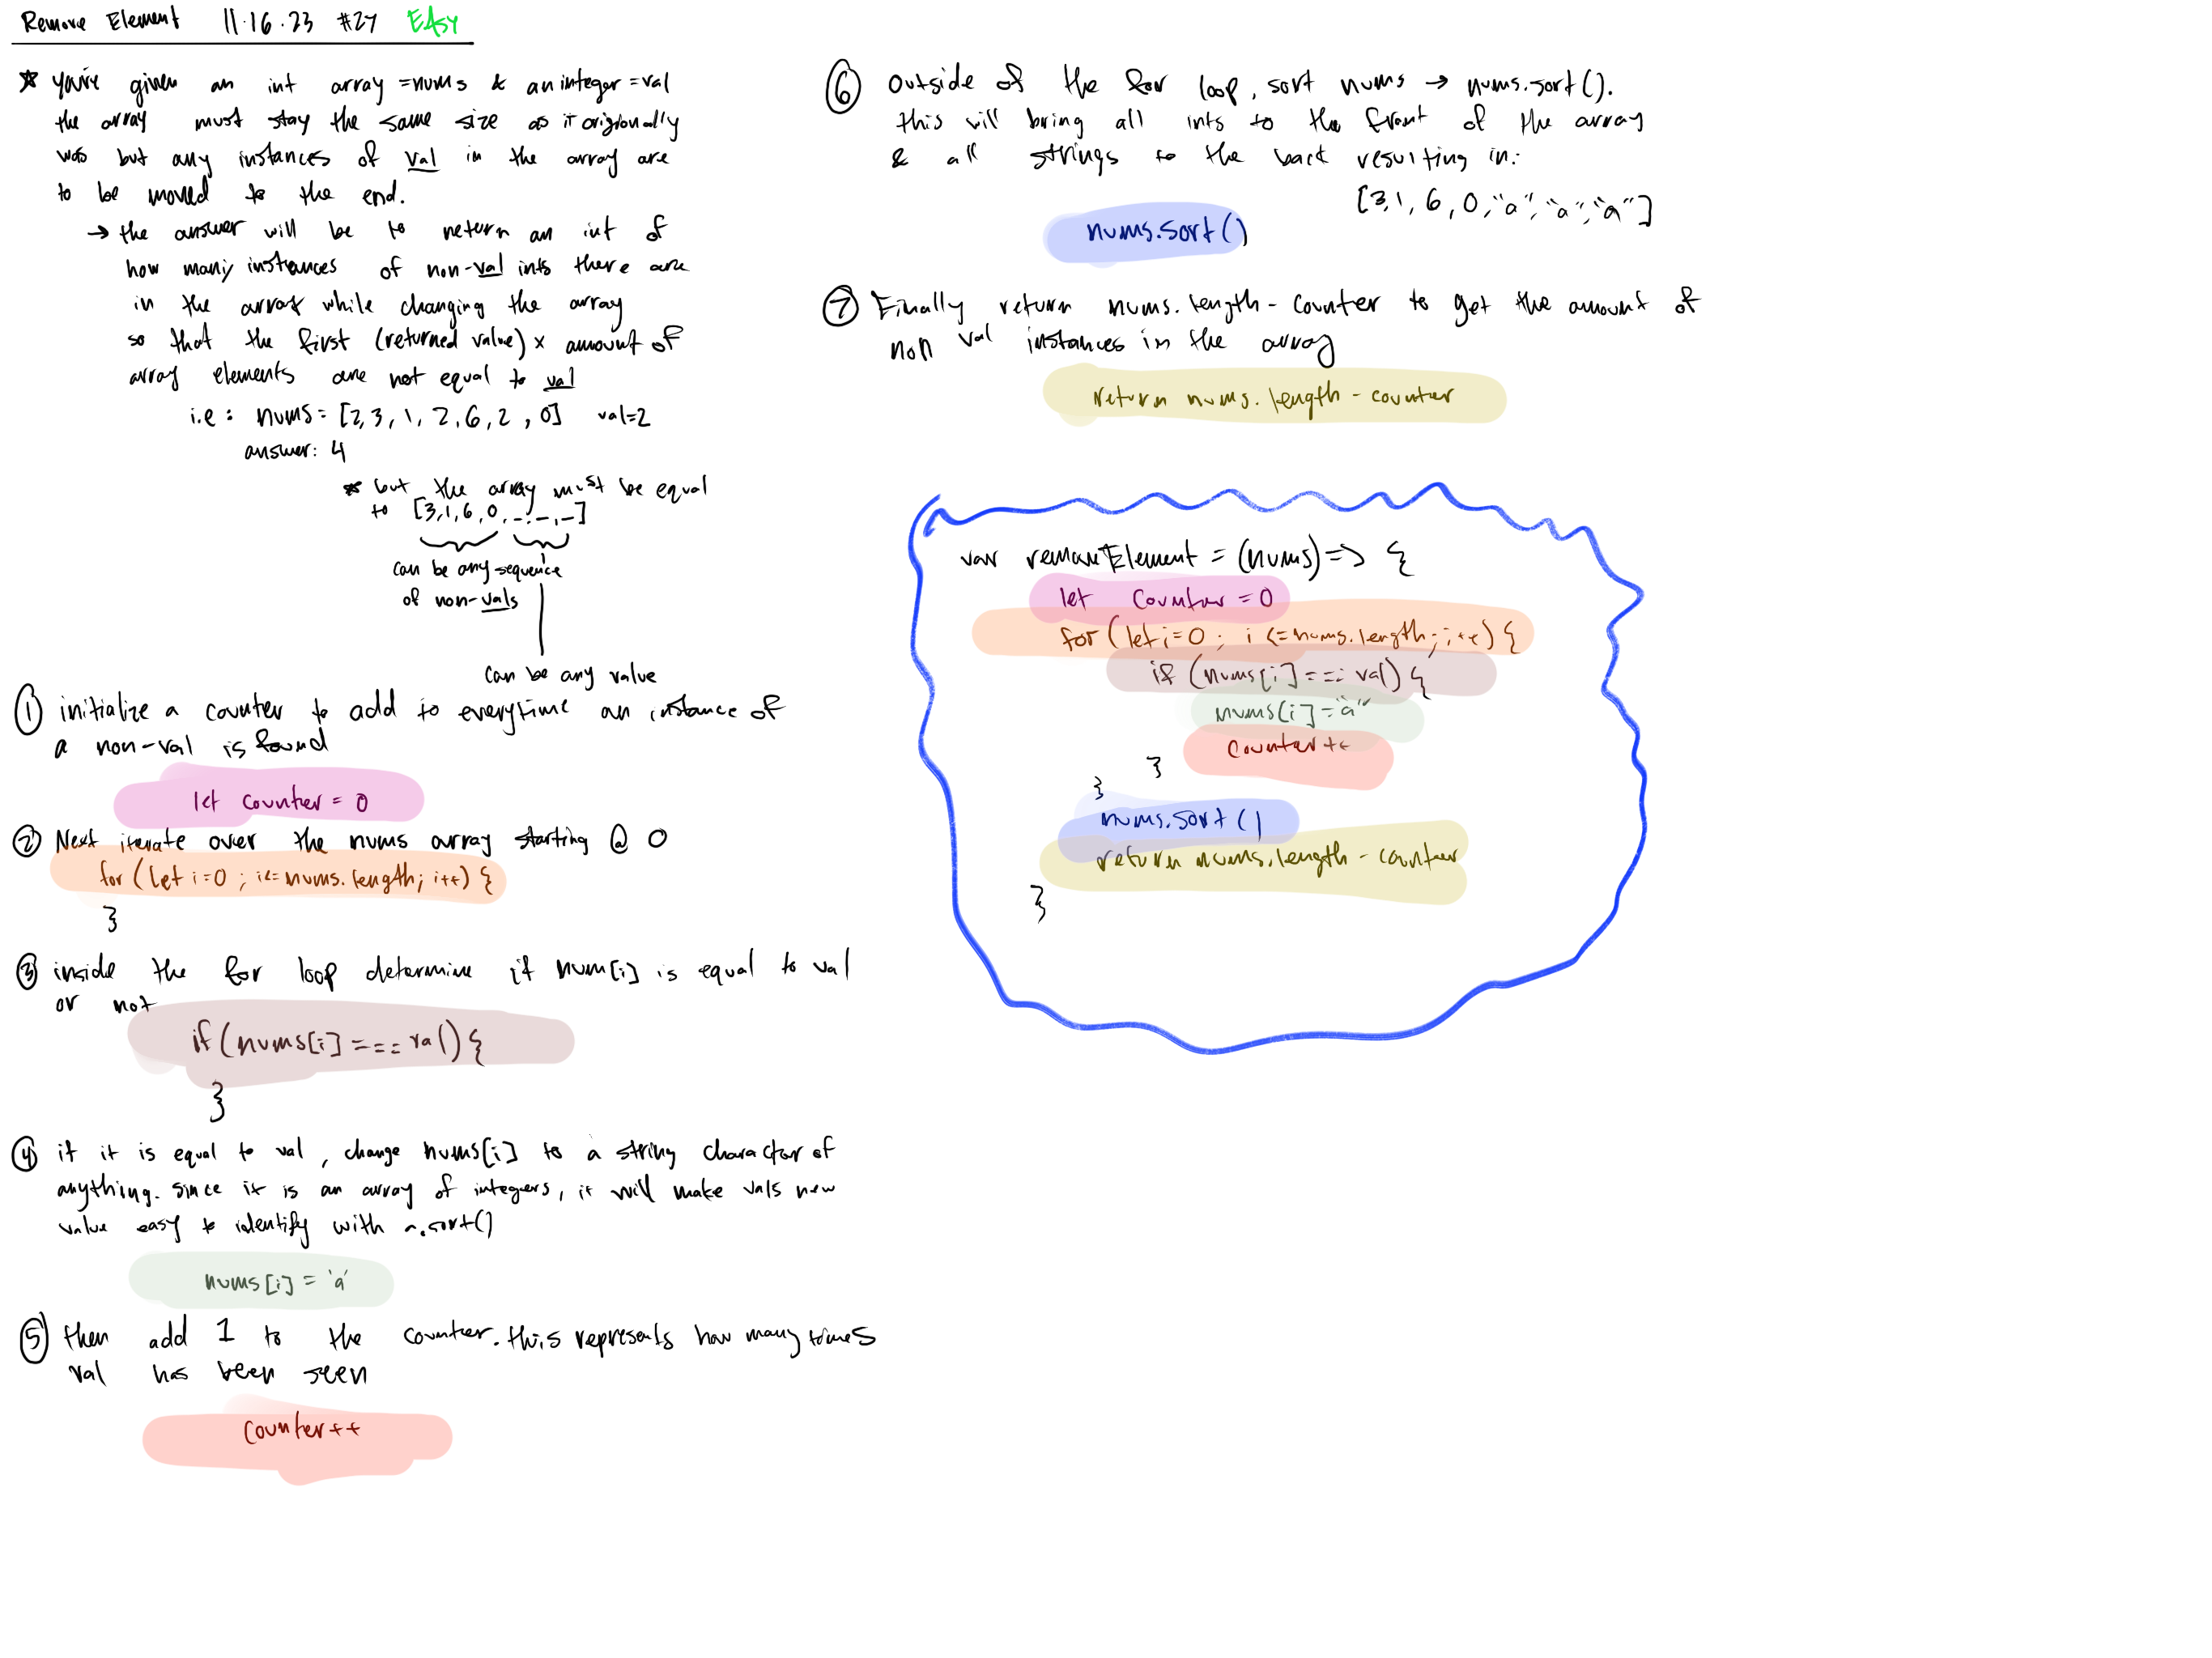 Remove Element 11.16.23 #27 EASY
* you're given an int array = nums & an integer = val
the array must stay the same size as it origionally
was but any instances of val in the array are
to be moved to the end.
→ the answer will be to return an int of
how many instances of non-val ints there are
in the array while changing the array
so that the first (returned value) x amount of
array elements are not equal to val
i.e: nums = [2,3,1,2,6,2,0] val=2
answer: 4
* but the array must be equal
to [3,1,6,0,_,_,_]
can be any sequence
of non-vals
can be any value
① initialize a counter to add to everytime an instance of
a non-val is found
let counter = 0
② Next iterate over the nums array starting @ 0
for (let i=0; i<=nums.length; i++) {
}
③ inside the for loop determine if num[i] is equal to val
or not
if (nums[i] === val) {
}
④ if it is equal to val, change nums[i] to a string charactar of
anything. since it is an array of integers, it will make vals new
value easy to identify with a.sort()
nums[i] = 'a'
⑤ then add 1 to the counter. this represents how many times
val has been seen
counter++
⑥ outside of the for loop, sort nums → nums.sort().
this will bring all ints to the front of the array
& all strings to the back resulting in:
[3,1,6,0,"a","a","a"]
nums.sort()
⑦ Finally return nums.length - counter to get the amount of
non val instances in the array
return nums.length - counter
var removeElement = (nums) => {
let counter = 0
for (let i=0; i<=nums.length; i++) {
if (nums[i] === val) {
nums[i] = "a"
counter++
}
}
nums.sort()
return nums.length - counter
}